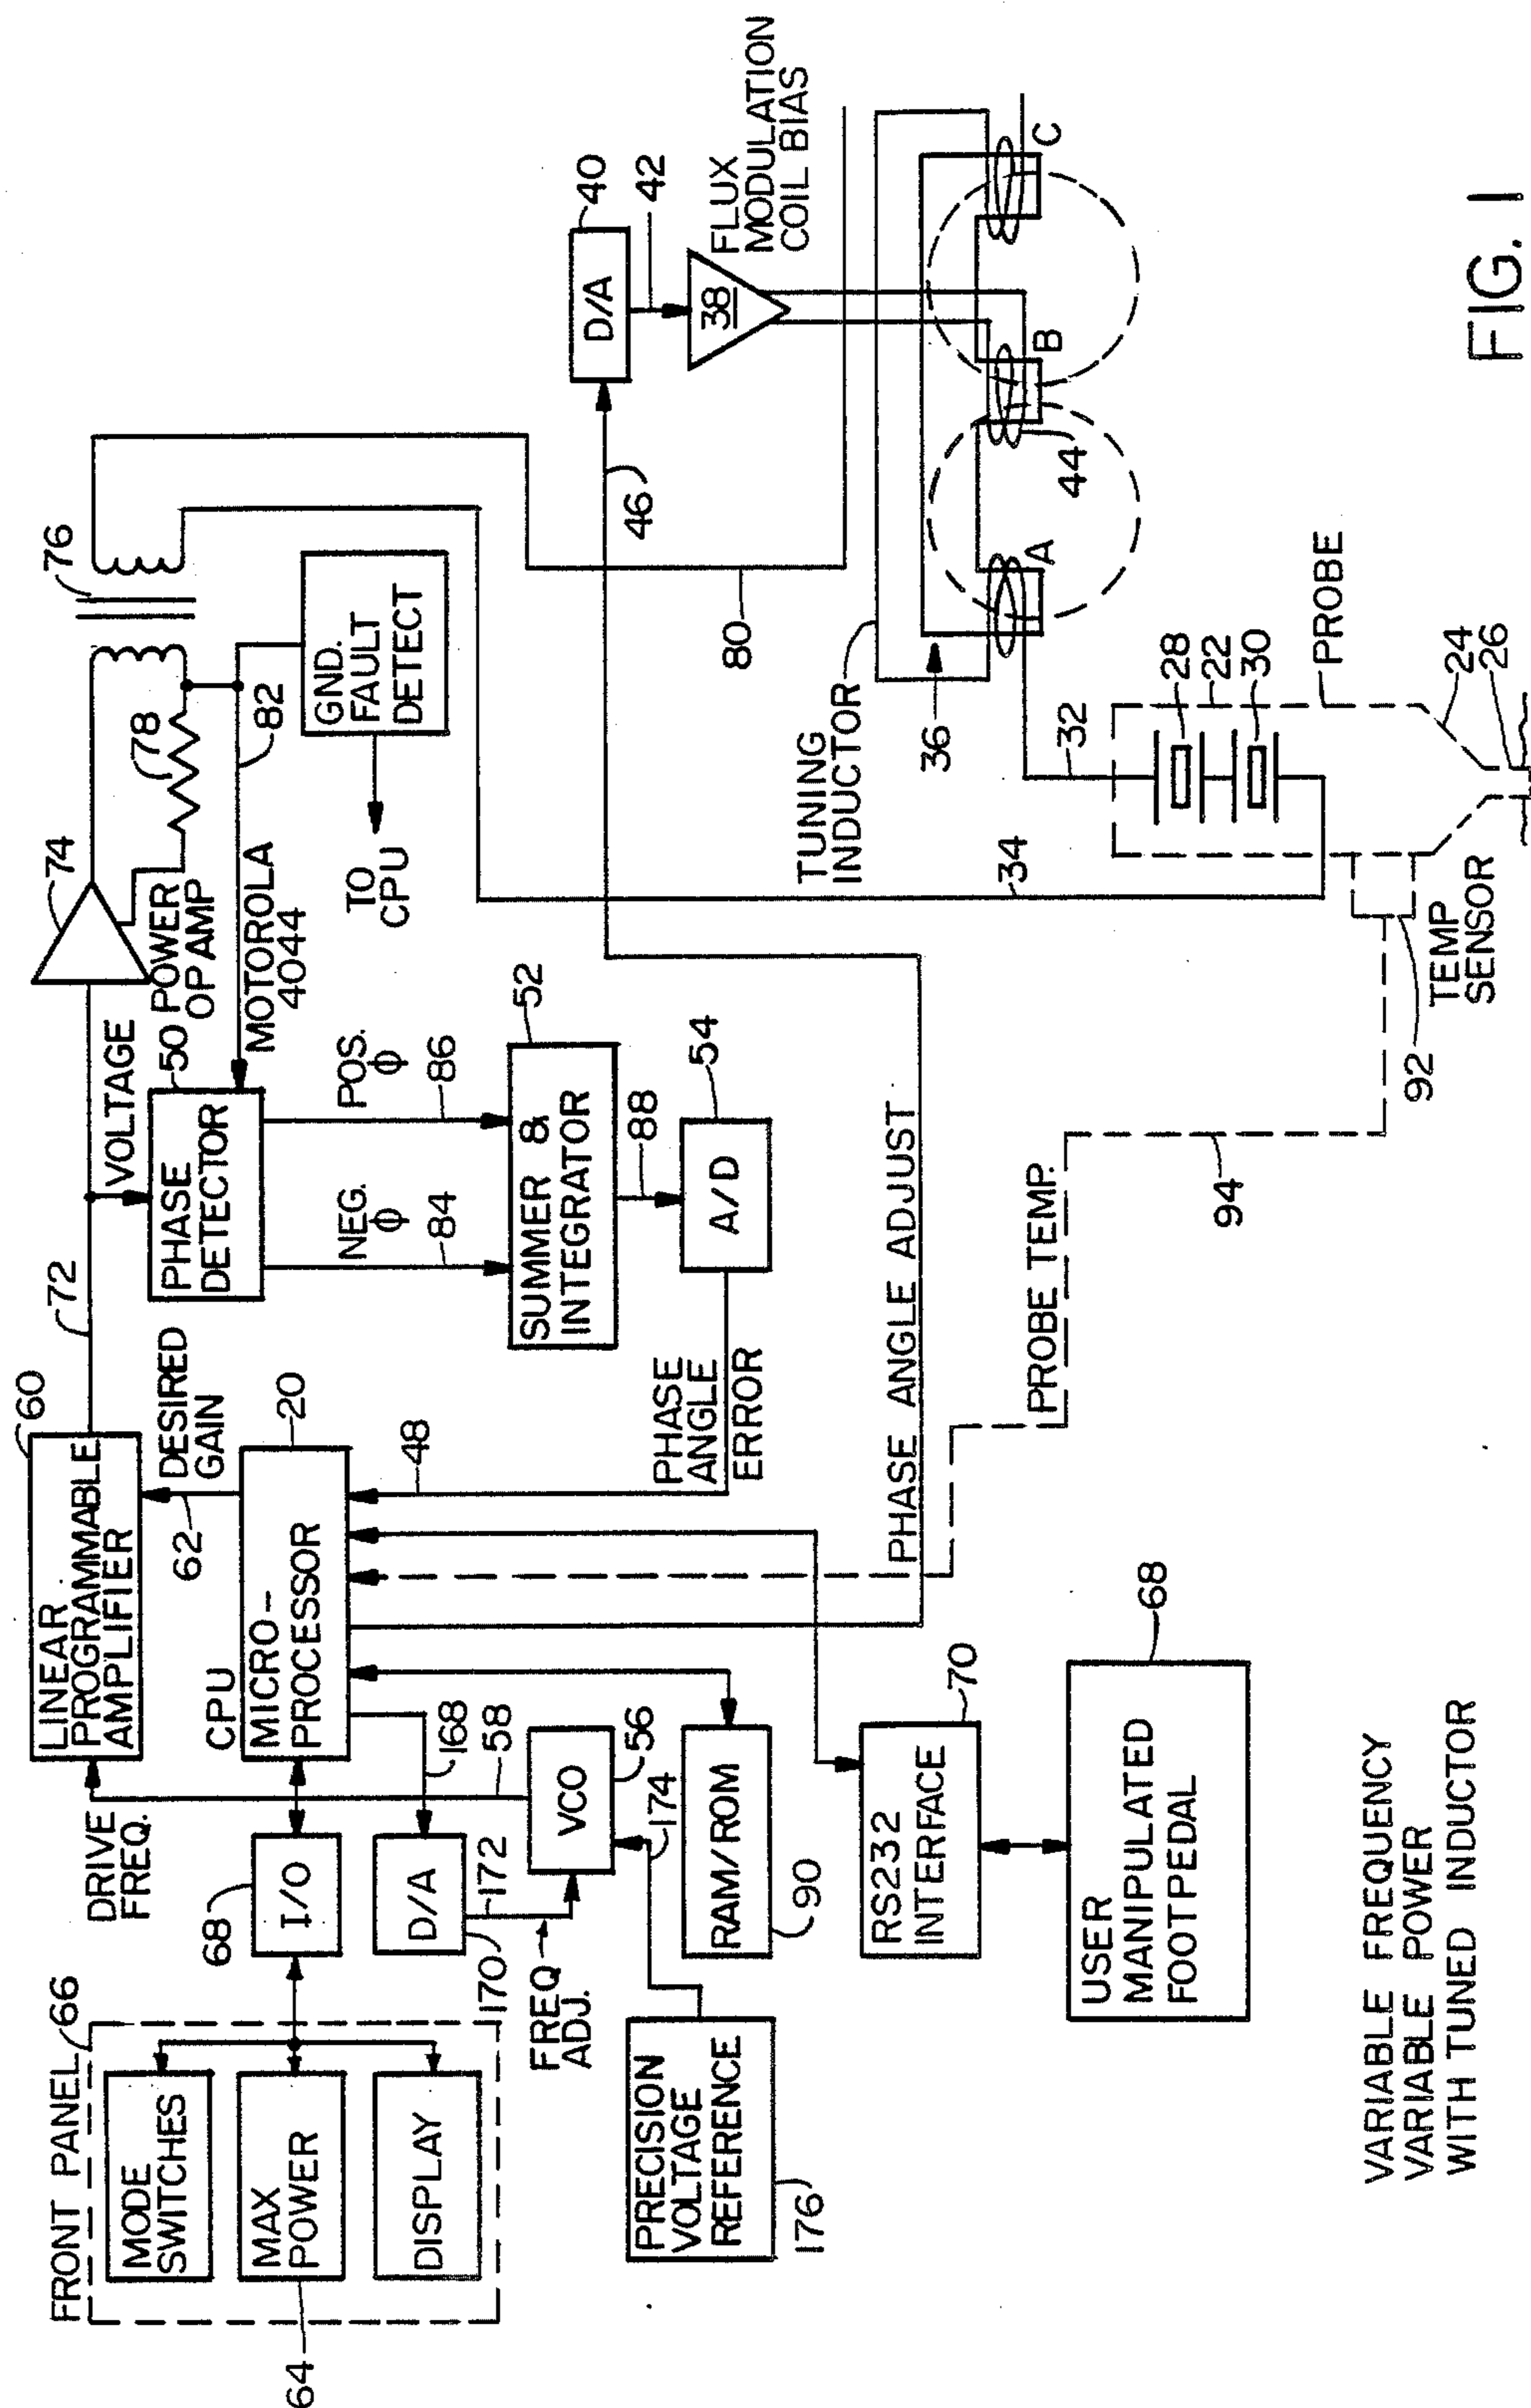 FRONT PANEL
66
MODE
SWITCHES
MAX
POWER
DISPLAY
64
68
I/O
DRIVE
FREQ.
LINEAR
PROGRAMMABLE
AMPLIFIER
60
72
DESIRED
GAIN
62
CPU
MICRO-
PROCESSOR
20
D/A
168
170
172
FREQ
ADJ.
58
VCO
56
174
PRECISION
VOLTAGE
REFERENCE
176
RAM/ROM
90
RS232
INTERFACE
70
USER
MANIPULATED
FOOTPEDAL
68
VOLTAGE
PHASE
DETECTOR
50
POWER
OP AMP
74
MOTOROLA
4044
78
82
76
GND.
FAULT
DETECT
TO
CPU
NEG.
Φ
84
POS.
Φ
86
SUMMER &
INTEGRATOR
52
88
A/D
54
PHASE
ANGLE
ERROR
48
PHASE ANGLE ADJUST
PROBE TEMP.
94
46
D/A
40
42
38
FLUX
MODULATION
COIL BIAS
80
TUNING
INDUCTOR
36
A
B
C
44
34
32
28
22
30
PROBE
24
26
TEMP
SENSOR
92
VARIABLE FREQUENCY
VARIABLE POWER
WITH TUNED INDUCTOR
FIG. 1